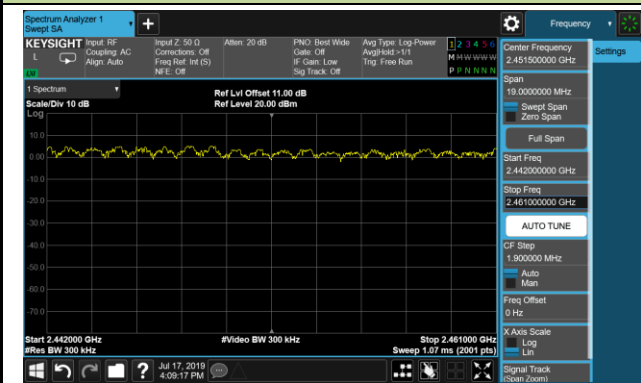 Spectrum Analyzer 1
Swept SA
+
Frequency
KEYSIGHT
L
Input: RF
Coupling: AC
Align: Auto
Input Z: 50 Ω
Corrections: Off
Freq Ref: Int (S)
NFE: Off
Atten: 20 dB
PNO: Best Wide
Gate: Off
IF Gain: Low
Sig Track: Off
Avg Type: Log-Power
Avg|Hold:>1/1
Trig: Free Run
1 2 3 4 5 6
M M W W W W
P P N N N N
Center Frequency
2.451500000 GHz
Settings
Span
19.0000000 MHz
Swept Span
Zero Span
Full Span
Start Freq
2.442000000 GHz
Stop Freq
2.461000000 GHz
AUTO TUNE
CF Step
1.900000 MHz
Auto
Man
Freq Offset
0 Hz
X Axis Scale
Log
Lin
Signal Track
(Span Zoom)
1 Spectrum
Scale/Div 10 dB
Log
Ref Lvl Offset 11.00 dB
Ref Level 20.00 dBm
10.0
0.00
-10.0
-20.0
-30.0
-40.0
-50.0
-60.0
-70.0
Start 2.442000 GHz
#Res BW 300 kHz
#Video BW 300 kHz
Stop 2.461000 GHz
Sweep 1.07 ms (2001 pts)
Jul 17, 2019
4:09:17 PM